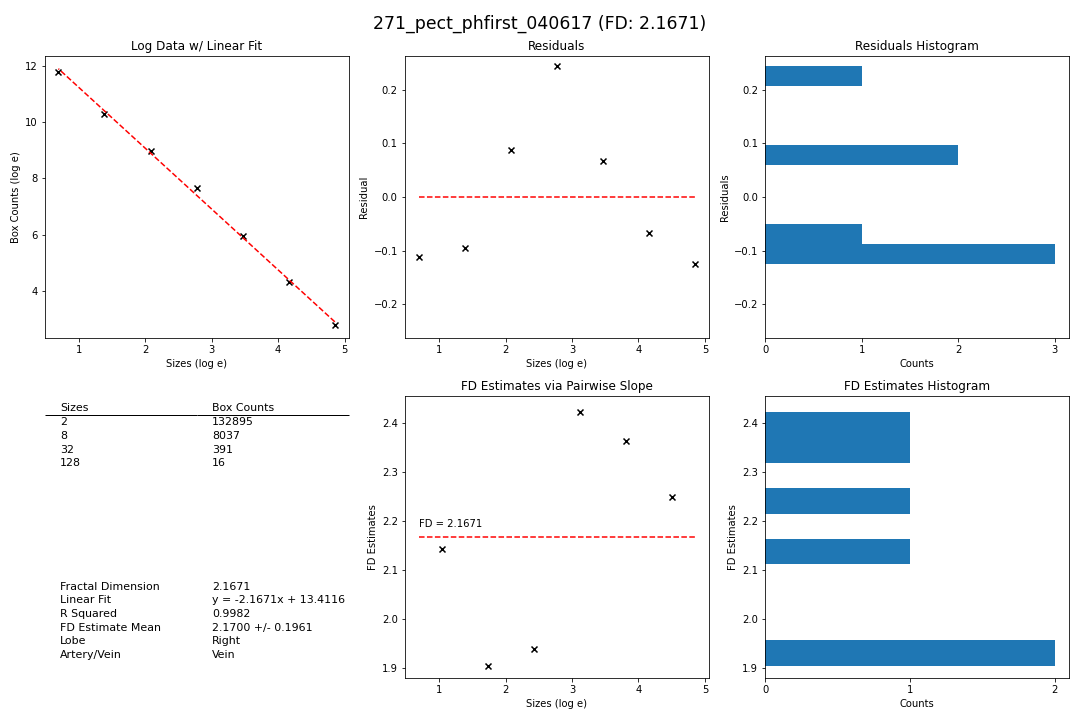 271_pect_phfirst_040617 (FD: 2.1671)
Log Data w/ Linear Fit
Box Counts (log e)
12
10
8
6
4
1 2 3 4 5
Sizes (log e)
Residuals
Residual
0.2
0.1
0.0
−0.1
−0.2
1 2 3 4 5
Sizes (log e)
Residuals Histogram
Residuals
0.2
0.1
0.0
−0.1
−0.2
0 1 2 3
Counts
Sizes Box Counts
2 132895
8 8037
32 391
128 16
Fractal Dimension 2.1671
Linear Fit y = -2.1671x + 13.4116
R Squared 0.9982
FD Estimate Mean 2.1700 +/- 0.1961
Lobe Right
Artery/Vein Vein
FD Estimates via Pairwise Slope
FD Estimates
2.4
2.3
2.2
2.1
2.0
1.9
FD = 2.1671
1 2 3 4 5
Sizes (log e)
FD Estimates Histogram
FD Estimates
2.4
2.3
2.2
2.1
2.0
1.9
0 1 2
Counts